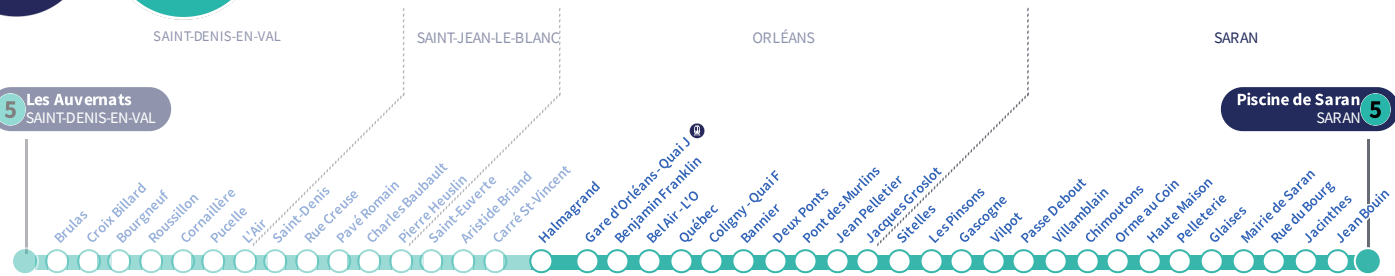 SAINT-DENIS-EN-VAL
SAINT-JEAN-LE-BLANC
ORLÉANS
SARAN
5
Les Auvernats
SAINT-DENIS-EN-VAL
Piscine de Saran
SARAN
5
Brulas
Croix Billard
Bourgneuf
Roussillon
Cornaillère
Pucelle
L'Air
Saint-Denis
Rue Creuse
Pavé Romain
Charles Baubault
Pierre Heuslin
Saint-Euverte
Aristide Briand
Carré St-Vincent
Halmagrand
Gare d'Orléans - Quai J
Benjamin Franklin
Bel Air - L'O
Québec
Coligny - Quai F
Bannier
Deux Ponts
Pont des Murlins
Jean Pelletier
Jacques Groslot
Sitelles
Les Pinsons
Gascogne
Vilpot
Passe Debout
Villamblain
Chimoutons
Orme au Coin
Haute Maison
Pelleterie
Glaises
Mairie de Saran
Rue du Bourg
Jacinthes
Jean Bouin